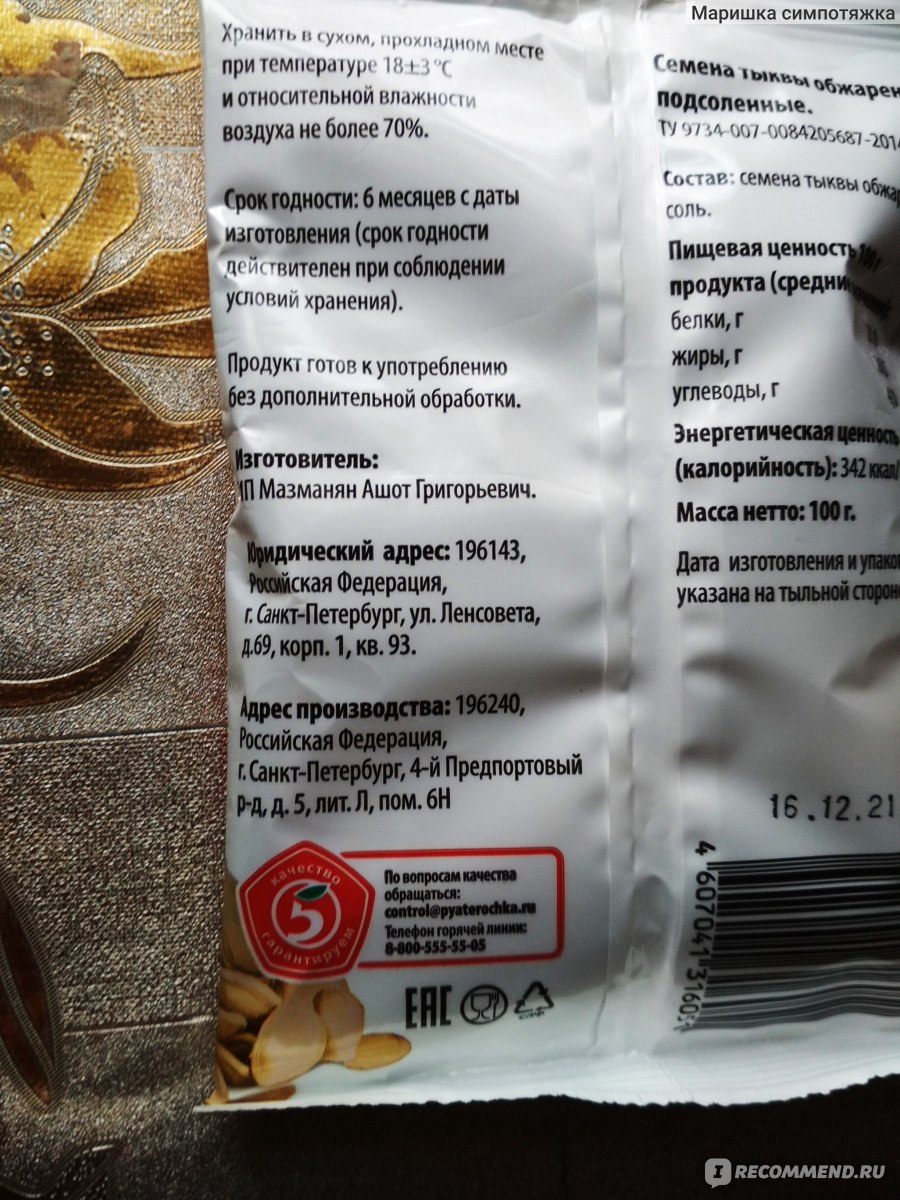 Маришка симпотяжка
Хранить в сухом, прохладном месте
при температуре 18±3 °С
и относительной влажности
воздуха не более 70%.
Срок годности: 6 месяцев с даты
изготовления (срок годности
действителен при соблюдении
условий хранения).
Продукт готов к употреблению
без дополнительной обработки.
Изготовитель:
ИП Мазманян Ашот Григорьевич.
Юридический адрес: 196143,
Российская Федерация,
г. Санкт-Петербург, ул. Ленсовета,
д.69, корп. 1, кв. 93.
Адрес производства: 196240,
Российская Федерация,
г. Санкт-Петербург, 4-й Предпортовый
р-д, д. 5, лит. Л, пом. 6Н
качество
5
гарантируем
По вопросам качества
обращаться:
control@pyaterochka.ru
Телефон горячей линии:
8-800-555-55-05
ЕАС
Семена тыквы обжарен
подсоленные.
ТУ 9734-007-0084205687-201
Состав: семена тыквы обжа
соль.
Пищевая ценность 100 г
продукта (средни
белки, г
жиры, г
углеводы, г
Энергетическая ценность
(калорийность): 342 ккал/
Масса нетто: 100 г.
Дата изготовления и упако
указана на тыльной сторон
16.12.21
4 607041 3160
IRECOMMEND.RU